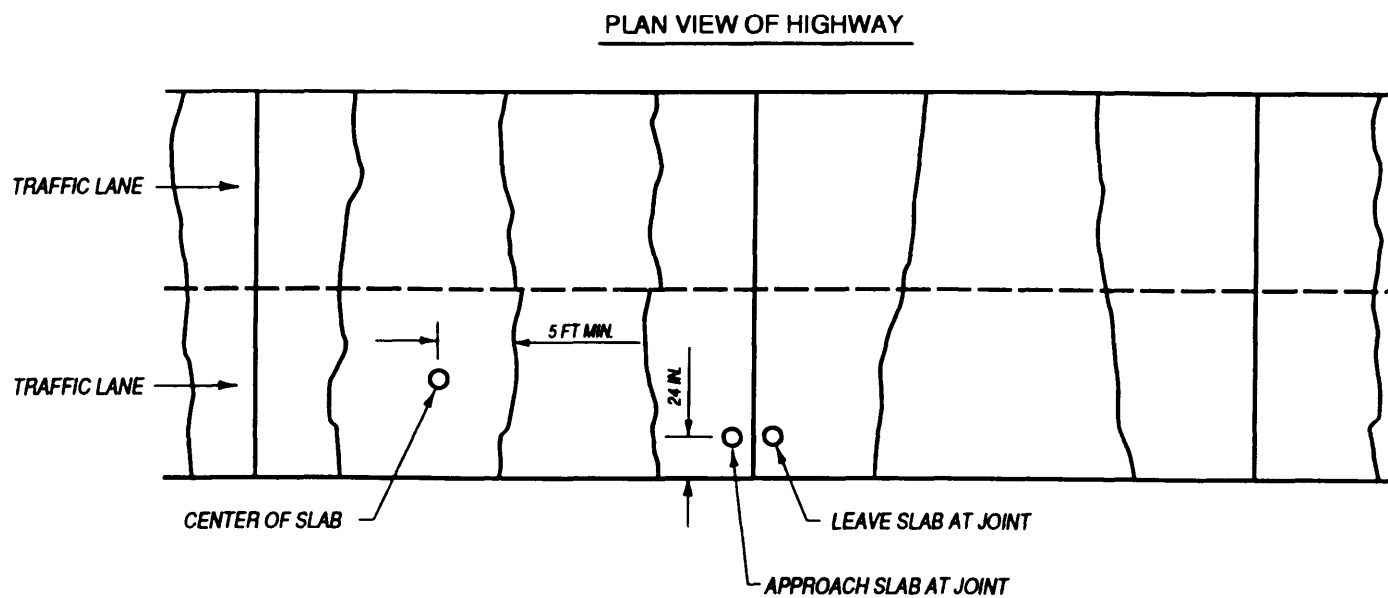 PLAN VIEW OF HIGHWAY
TRAFFIC LANE
5 FT MIN.
TRAFFIC LANE
24 IN.
CENTER OF SLAB
LEAVE SLAB AT JOINT
APPROACH SLAB AT JOINT